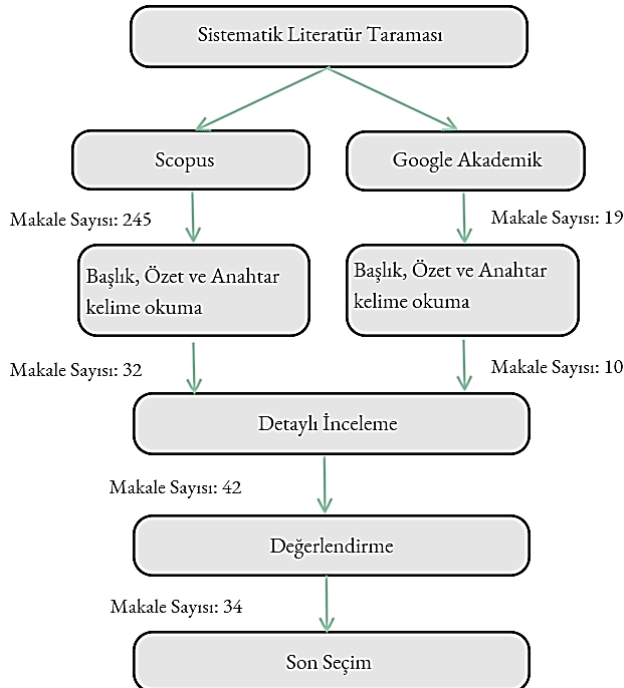 Sistematik Literatür Taraması
Scopus
Google Akademik
Makale Sayısı: 245
Makale Sayısı: 19
Başlık, Özet ve Anahtar
kelime okuma
Başlık, Özet ve Anahtar
kelime okuma
Makale Sayısı: 32
Makale Sayısı: 10
Detaylı İnceleme
Makale Sayısı: 42
Değerlendirme
Makale Sayısı: 34
Son Seçim